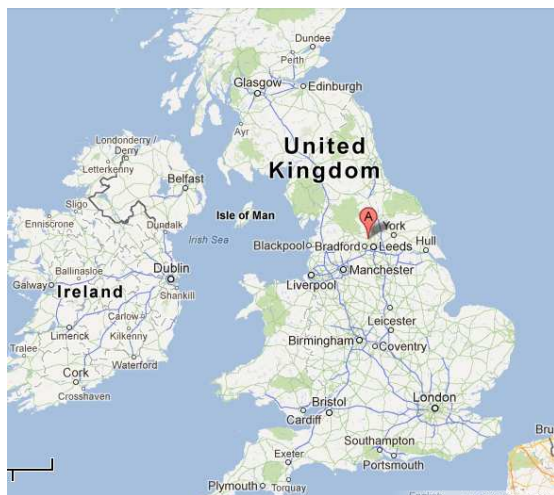 Dundee
Perth
Glasgow
Edinburgh
Ayr
United
Kingdom
Londonderry /
Derry
Letterkenny
Belfast
Sligo
Enniscrone
Isle of Man
Dundalk
Irish Sea
A
York
Blackpool
Bradford
Leeds
Hull
Ballinasloe
Dublin
Galway
Ireland
Shankill
Liverpool
Manchester
Carlow
Limerick
Kilkenny
Leicester
Tralee
Birmingham
Coventry
Waterford
Cork
Crosshaven
Bristol
London
Cardiff
Southampton
Bru
Exeter
Portsmouth
Plymouth
Torquay